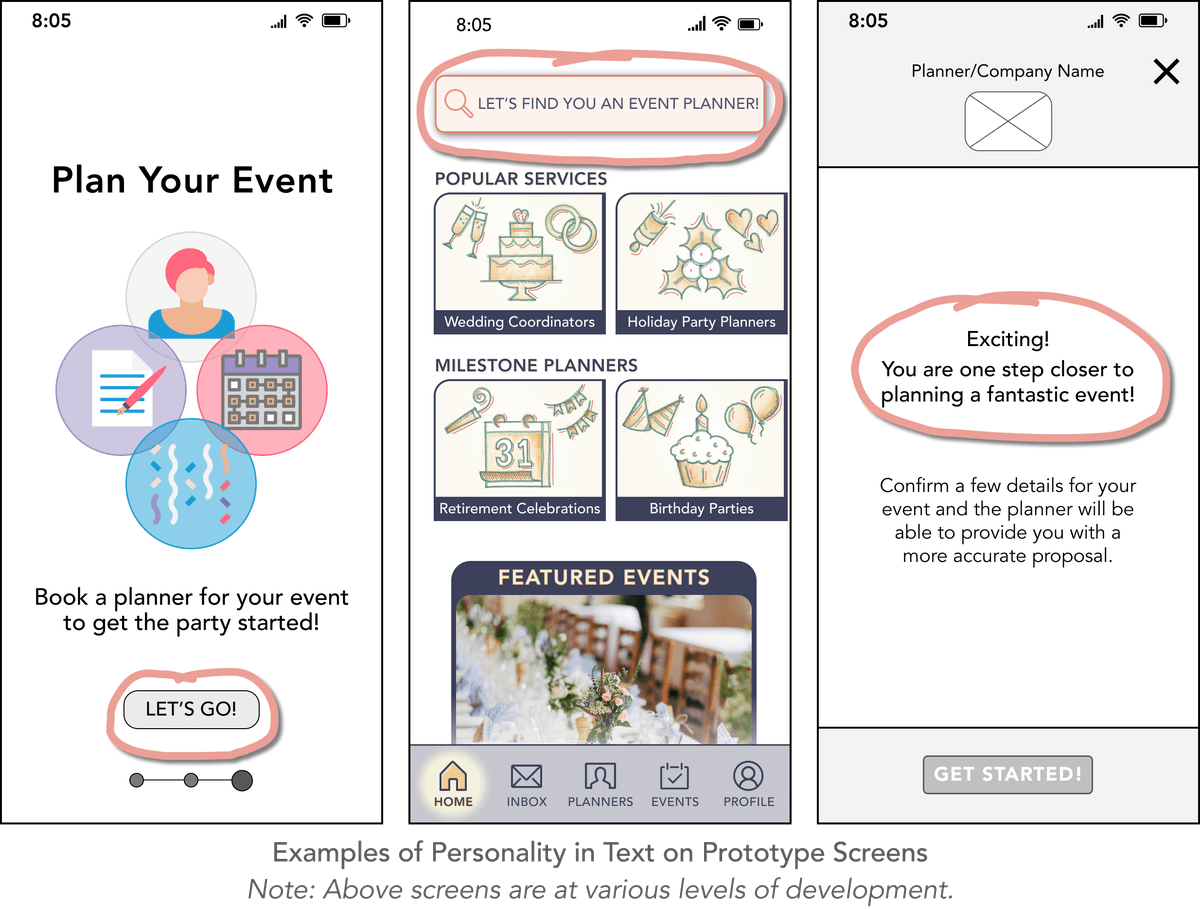 8:05
Plan Your Event
Book a planner for your event
to get the party started!
LET'S GO!
8:05
LET'S FIND YOU AN EVENT PLANNER!
POPULAR SERVICES
Wedding Coordinators
Holiday Party Planners
MILESTONE PLANNERS
31
Retirement Celebrations
Birthday Parties
FEATURED EVENTS
HOME
INBOX
PLANNERS
EVENTS
PROFILE
8:05
Planner/Company Name
Exciting!
You are one step closer to
planning a fantastic event!
Confirm a few details for your
event and the planner will be
able to provide you with a
more accurate proposal.
GET STARTED!
Examples of Personality in Text on Prototype Screens
Note: Above screens are at various levels of development.